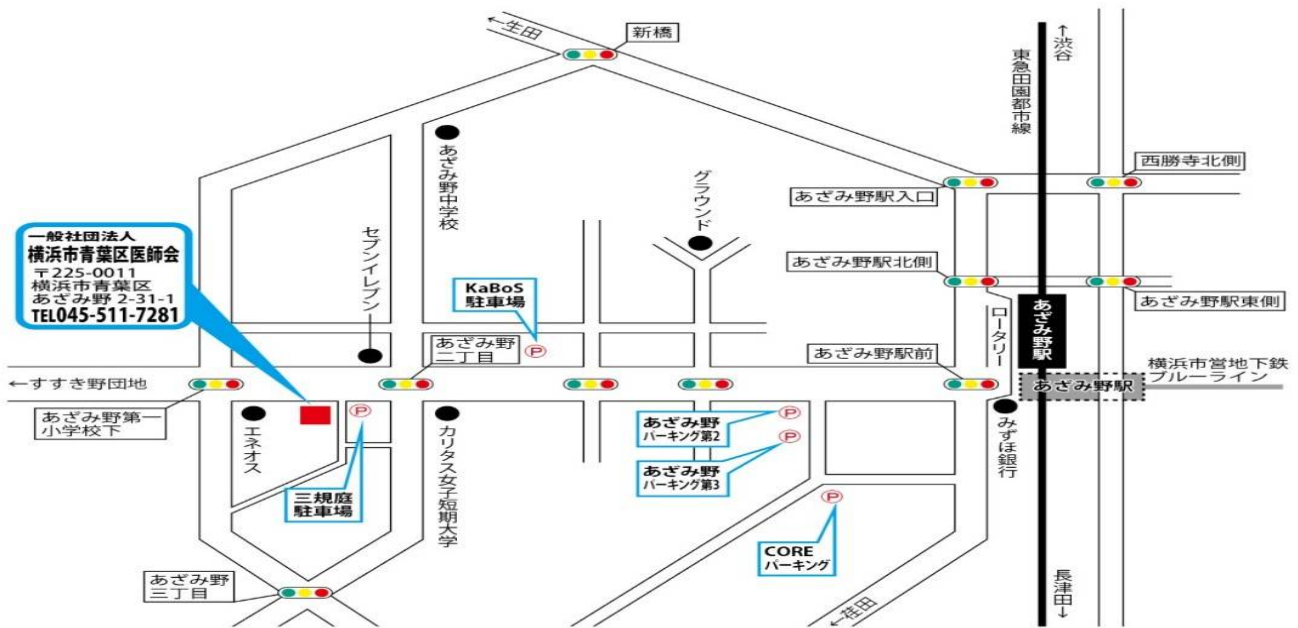 ←生田
新橋
↑渋谷
東急田園都市線
西勝寺北側
あざみ野駅入口
あざみ野中学校
グラウンド
一般社団法人
横浜市青葉区医師会
〒225-0011
横浜市青葉区
あざみ野 2-31-1
TEL045-511-7281
セブンイレブン
KaBoS
駐車場
P
あざみ野駅北側
あざみ野駅東側
ロータリー
あざみ野駅
あざみ野
二丁目
あざみ野駅前
横浜市営地下鉄
ブルーライン
←すすき野団地
あざみ野駅
あざみ野第一
小学校下
エネオス
P
カリタス女子短期大学
あざみ野
パーキング第2
P
みずほ銀行
あざみ野
パーキング第3
P
三規庭
駐車場
P
CORE
パーキング
あざみ野
三丁目
←荏田
長津田↓